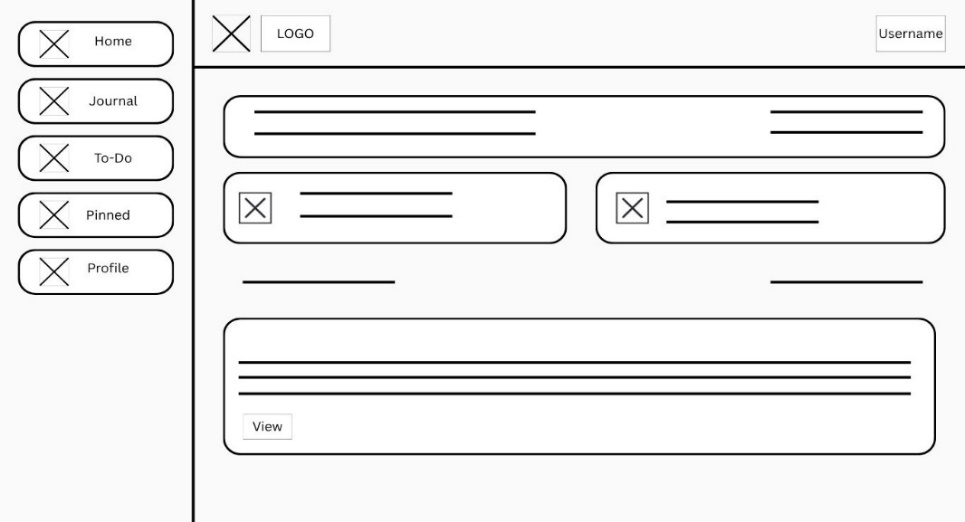 Home
Journal
To-Do
Pinned
Profile
LOGO
Username
View